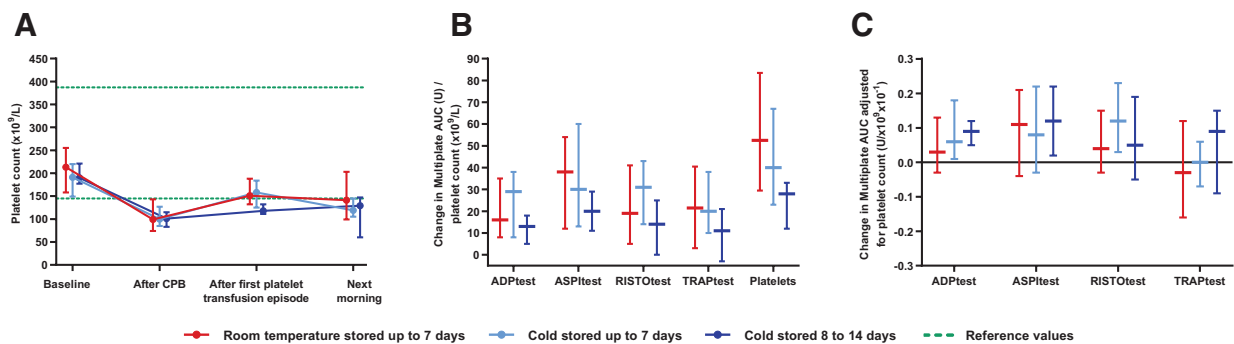 A
Platelet count (x10⁹/L)
450
400
350
300
250
200
150
100
50
0
Baseline
After CPB
After first platelet
transfusion episode
Next
morning
B
Change in Multiplate AUC (U) /
platelet count (x10⁹/L)
90
80
70
60
50
40
30
20
10
0
ADPtest
ASPItest
RISTOtest
TRAPtest
Platelets
C
Change in Multiplate AUC adjusted
for platelet count (U/x10⁹x10⁻¹)
0.3
0.2
0.1
0.0
-0.1
-0.2
-0.3
ADPtest
ASPItest
RISTOtest
TRAPtest
Room temperature stored up to 7 days
Cold stored up to 7 days
Cold stored 8 to 14 days
Reference values